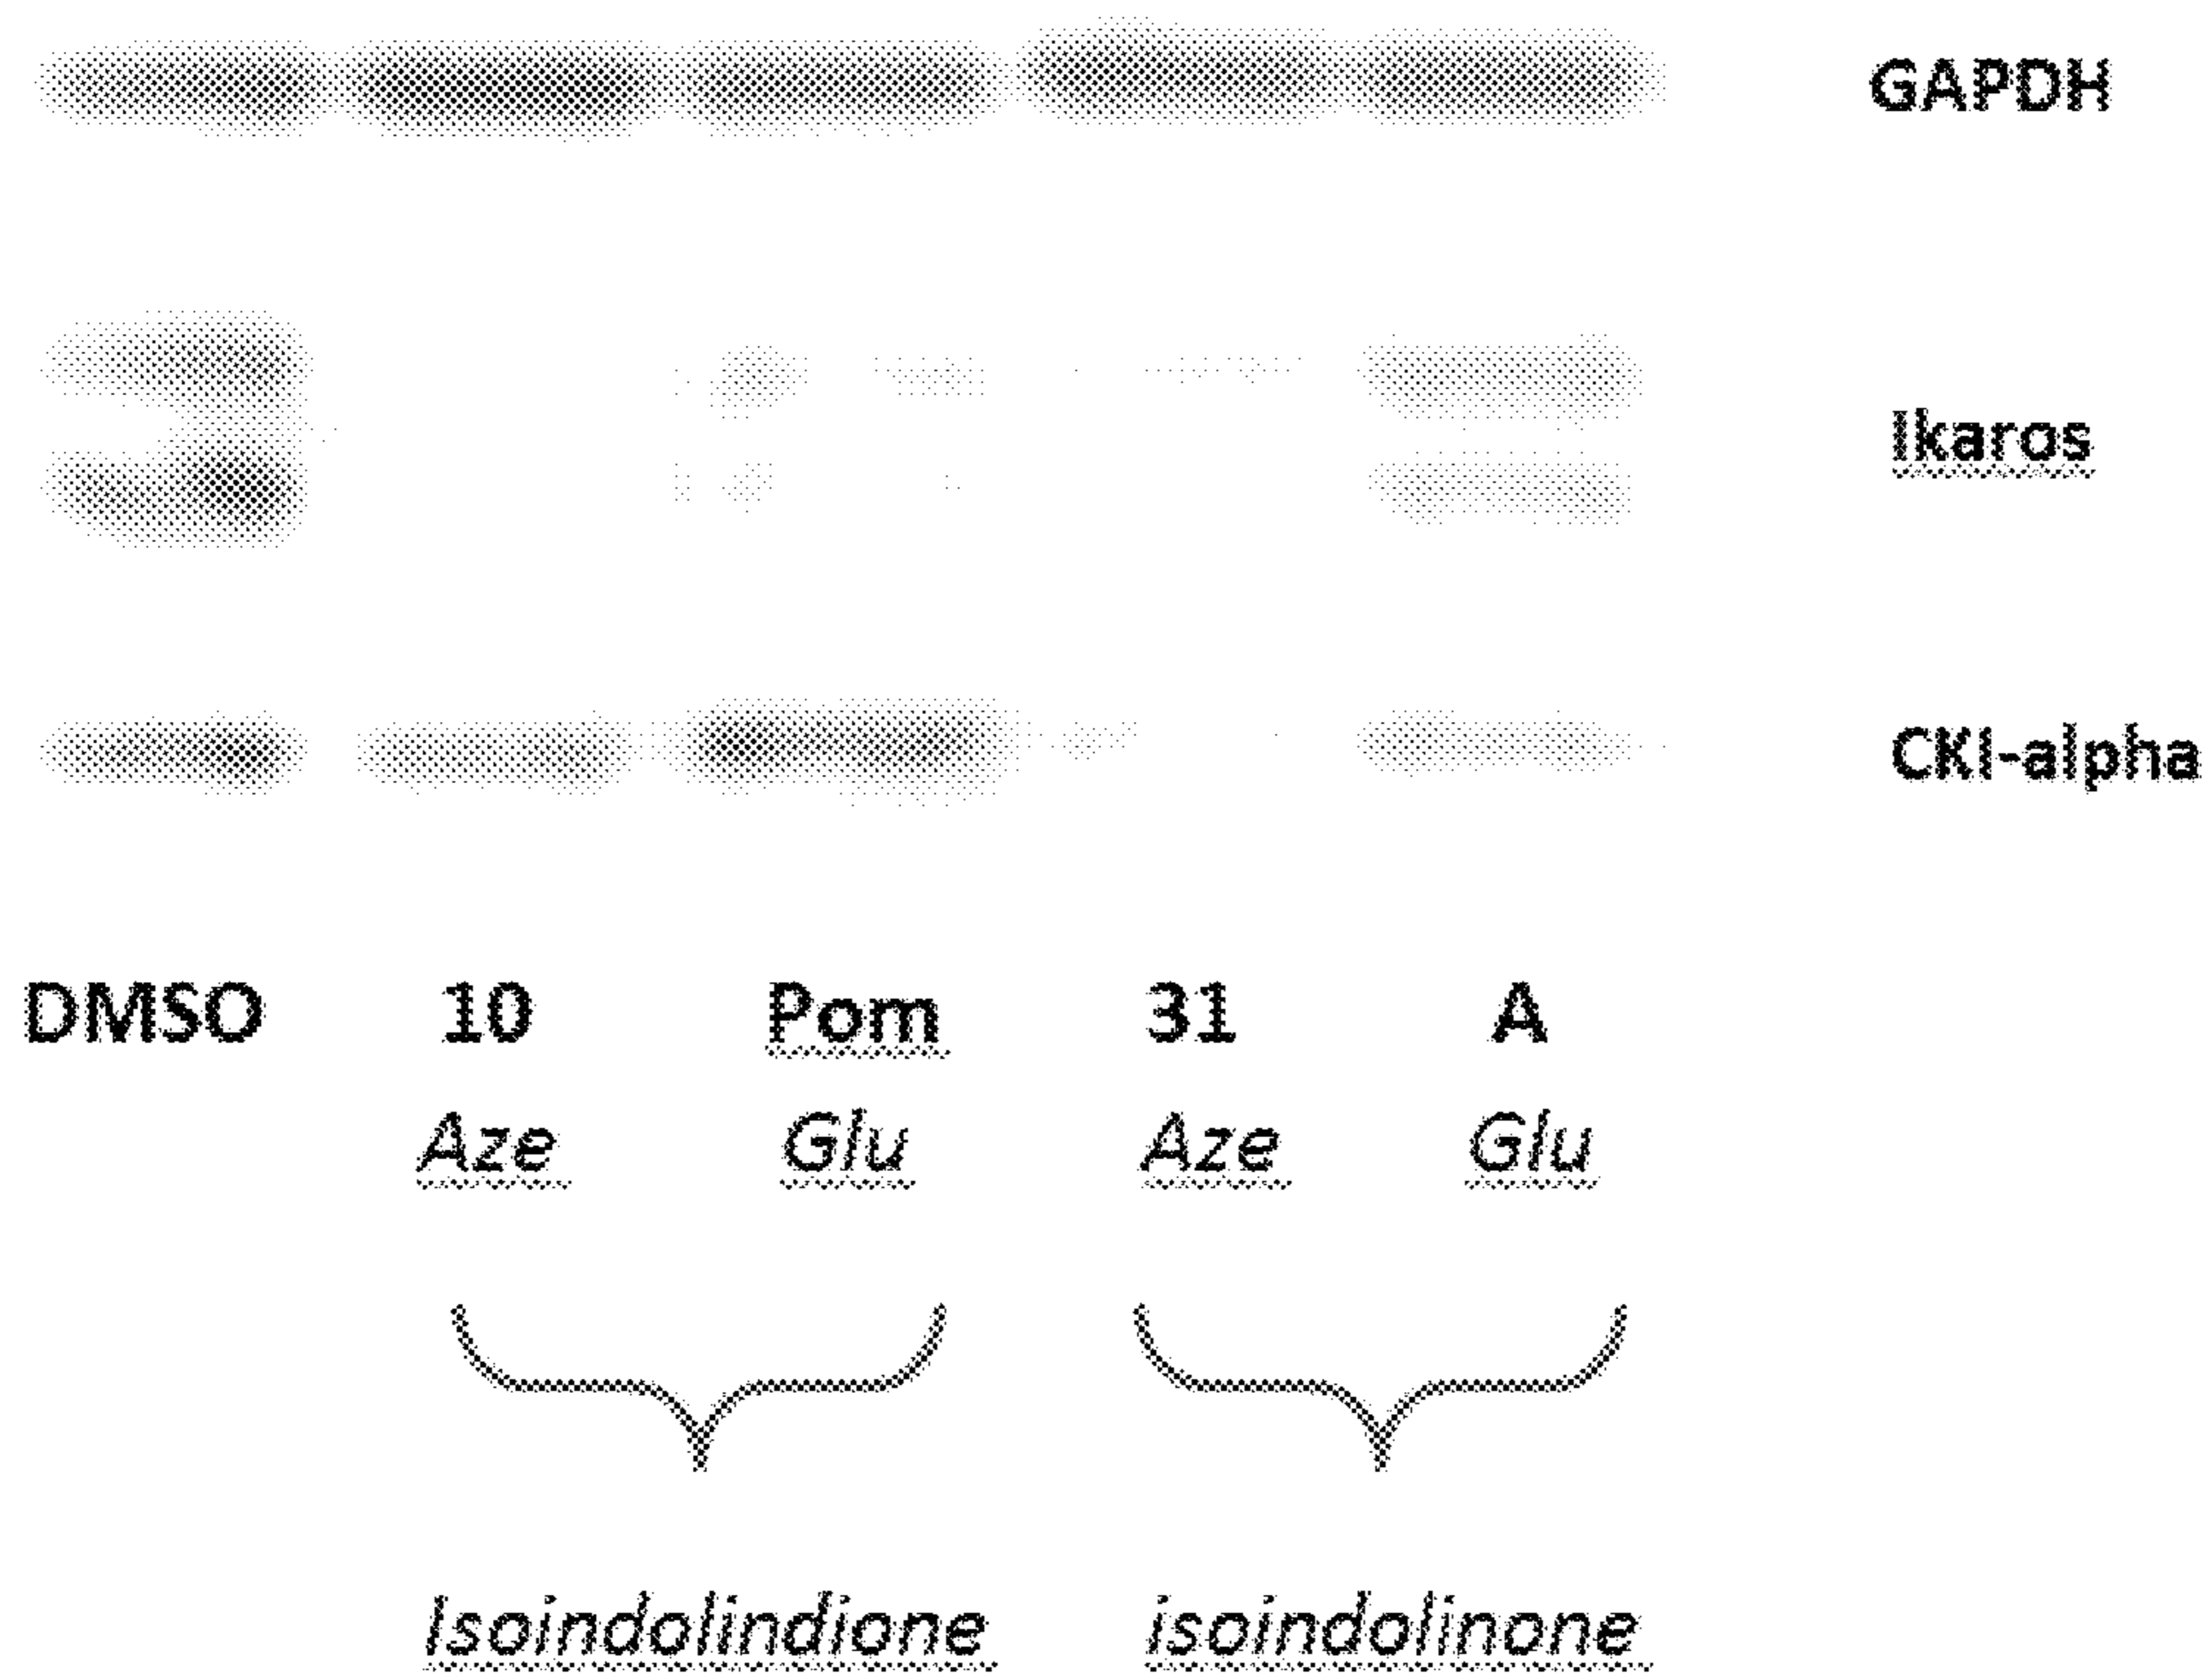 GAPDH
Ikaros
CKI-alpha
DMSO 10 Pom 31 A
Aze Glu Aze Glu
Isoindolindione isoindolinone